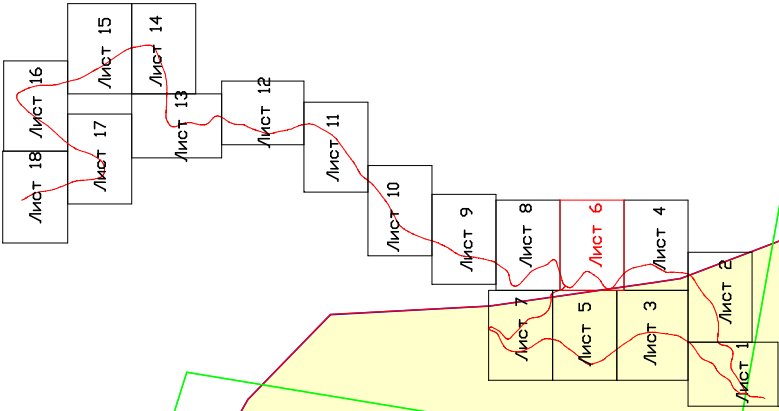 Лист 15
Лист 14
Лист 16
Лист 13
Лист 12
Лист 11
Лист 17
Лист 18
Лист 10
Лист 9
Лист 8
Лист 6
Лист 4
Лист 2
Лист 7
Лист 5
Лист 3
Лист 1